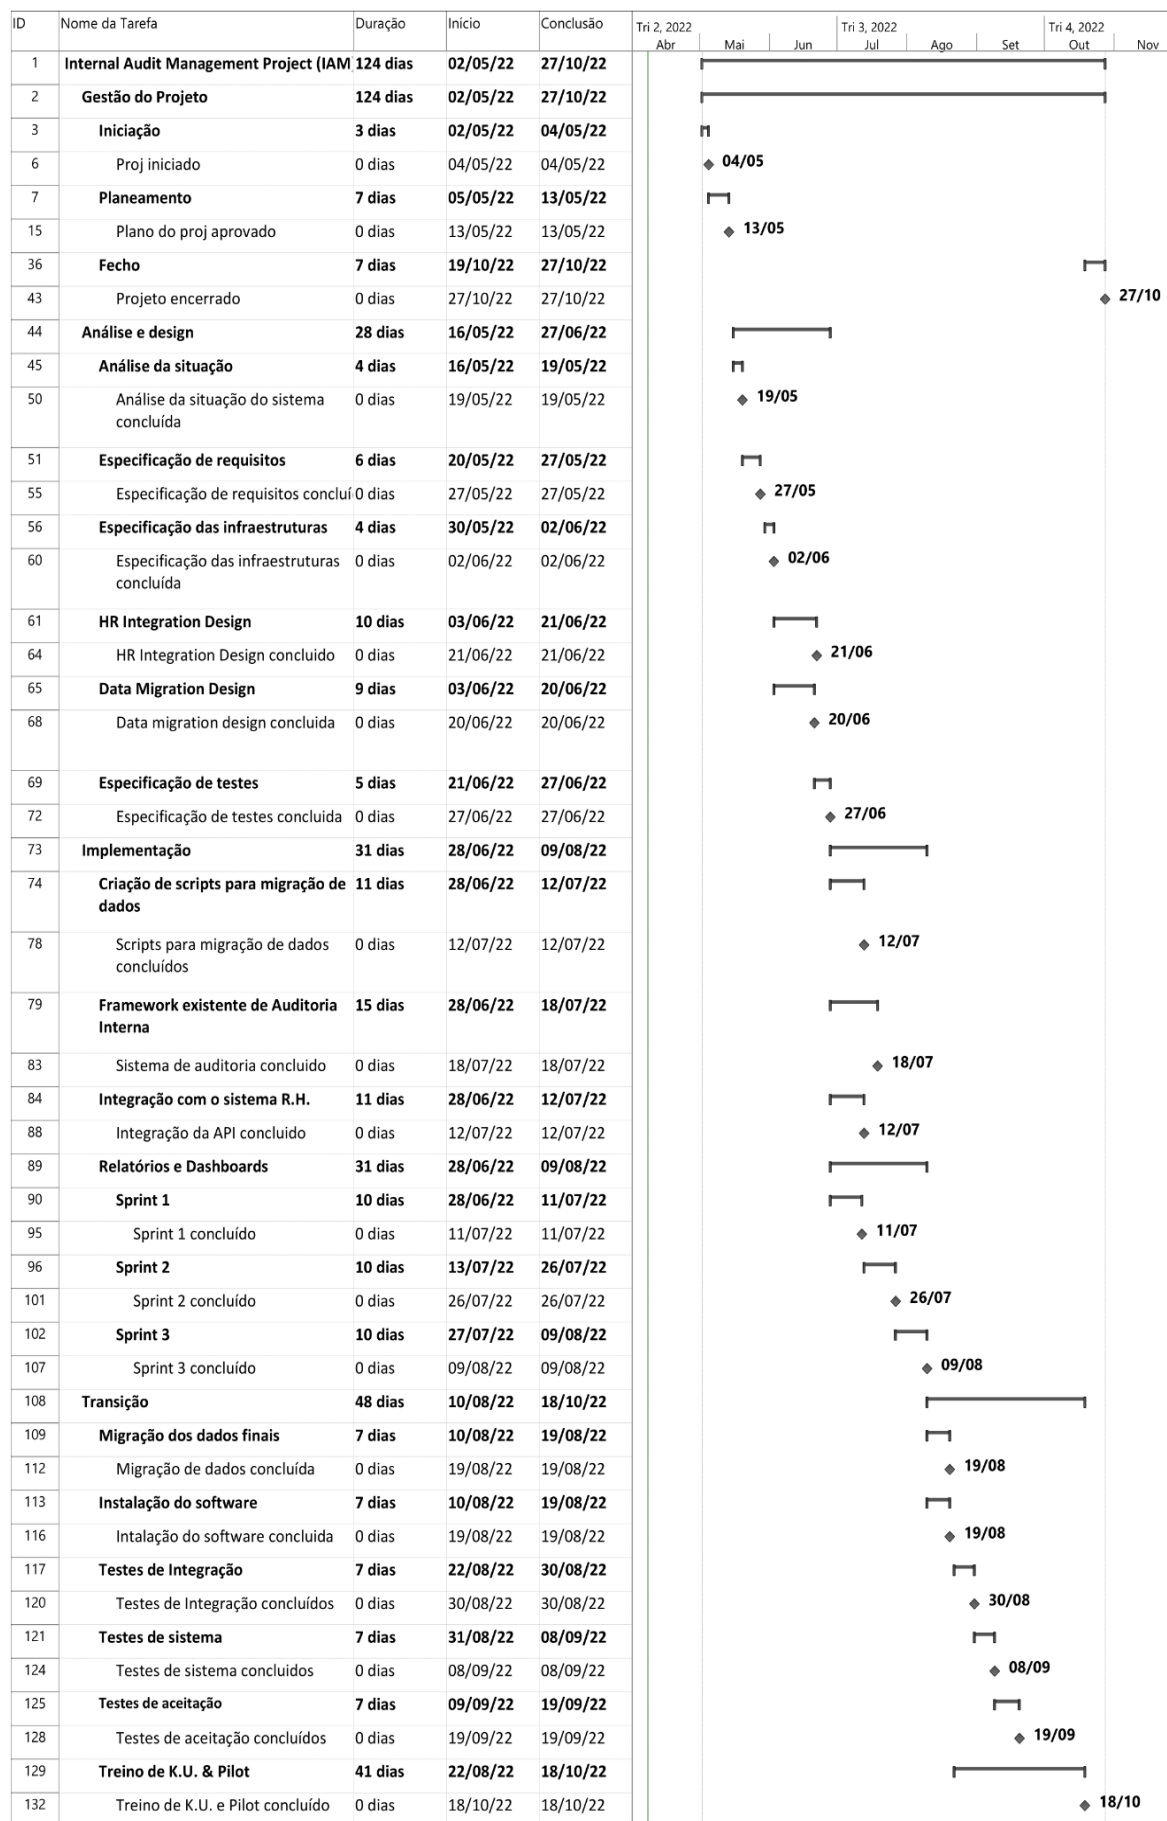 ID Nome da Tarefa Duração Início Conclusão Tri 2, 2022 Tri 3, 2022 Tri 4, 2022
Abr Mai Jun Jul Ago Set Out Nov
1 Internal Audit Management Project (IAM 124 dias 02/05/22 27/10/22
2 Gestão do Projeto 124 dias 02/05/22 27/10/22
3 Iniciação 3 dias 02/05/22 04/05/22
6 Proj iniciado 0 dias 04/05/22 04/05/22 04/05
7 Planeamento 7 dias 05/05/22 13/05/22
15 Plano do proj aprovado 0 dias 13/05/22 13/05/22 13/05
36 Fecho 7 dias 19/10/22 27/10/22
43 Projeto encerrado 0 dias 27/10/22 27/10/22 27/10
44 Análise e design 28 dias 16/05/22 27/06/22
45 Análise da situação 4 dias 16/05/22 19/05/22
50 Análise da situação do sistema 0 dias 19/05/22 19/05/22 19/05
concluída
51 Especificação de requisitos 6 dias 20/05/22 27/05/22
55 Especificação de requisitos concluí 0 dias 27/05/22 27/05/22 27/05
56 Especificação das infraestruturas 4 dias 30/05/22 02/06/22
60 Especificação das infraestruturas 0 dias 02/06/22 02/06/22 02/06
concluída
61 HR Integration Design 10 dias 03/06/22 21/06/22
64 HR Integration Design concluido 0 dias 21/06/22 21/06/22 21/06
65 Data Migration Design 9 dias 03/06/22 20/06/22
68 Data migration design concluida 0 dias 20/06/22 20/06/22 20/06
69 Especificação de testes 5 dias 21/06/22 27/06/22
72 Especificação de testes concluida 0 dias 27/06/22 27/06/22 27/06
73 Implementação 31 dias 28/06/22 09/08/22
74 Criação de scripts para migração de 11 dias 28/06/22 12/07/22
dados
78 Scripts para migração de dados 0 dias 12/07/22 12/07/22 12/07
concluídos
79 Framework existente de Auditoria 15 dias 28/06/22 18/07/22
Interna
83 Sistema de auditoria concluido 0 dias 18/07/22 18/07/22 18/07
84 Integração com o sistema R.H. 11 dias 28/06/22 12/07/22
88 Integração da API concluido 0 dias 12/07/22 12/07/22 12/07
89 Relatórios e Dashboards 31 dias 28/06/22 09/08/22
90 Sprint 1 10 dias 28/06/22 11/07/22
95 Sprint 1 concluído 0 dias 11/07/22 11/07/22 11/07
96 Sprint 2 10 dias 13/07/22 26/07/22
101 Sprint 2 concluído 0 dias 26/07/22 26/07/22 26/07
102 Sprint 3 10 dias 27/07/22 09/08/22
107 Sprint 3 concluído 0 dias 09/08/22 09/08/22 09/08
108 Transição 48 dias 10/08/22 18/10/22
109 Migração dos dados finais 7 dias 10/08/22 19/08/22
112 Migração de dados concluída 0 dias 19/08/22 19/08/22 19/08
113 Instalação do software 7 dias 10/08/22 19/08/22
116 Intalação do software concluida 0 dias 19/08/22 19/08/22 19/08
117 Testes de Integração 7 dias 22/08/22 30/08/22
120 Testes de Integração concluídos 0 dias 30/08/22 30/08/22 30/08
121 Testes de sistema 7 dias 31/08/22 08/09/22
124 Testes de sistema concluidos 0 dias 08/09/22 08/09/22 08/09
125 Testes de aceitação 7 dias 09/09/22 19/09/22
128 Testes de aceitação concluídos 0 dias 19/09/22 19/09/22 19/09
129 Treino de K.U. & Pilot 41 dias 22/08/22 18/10/22
132 Treino de K.U. e Pilot concluído 0 dias 18/10/22 18/10/22 18/10